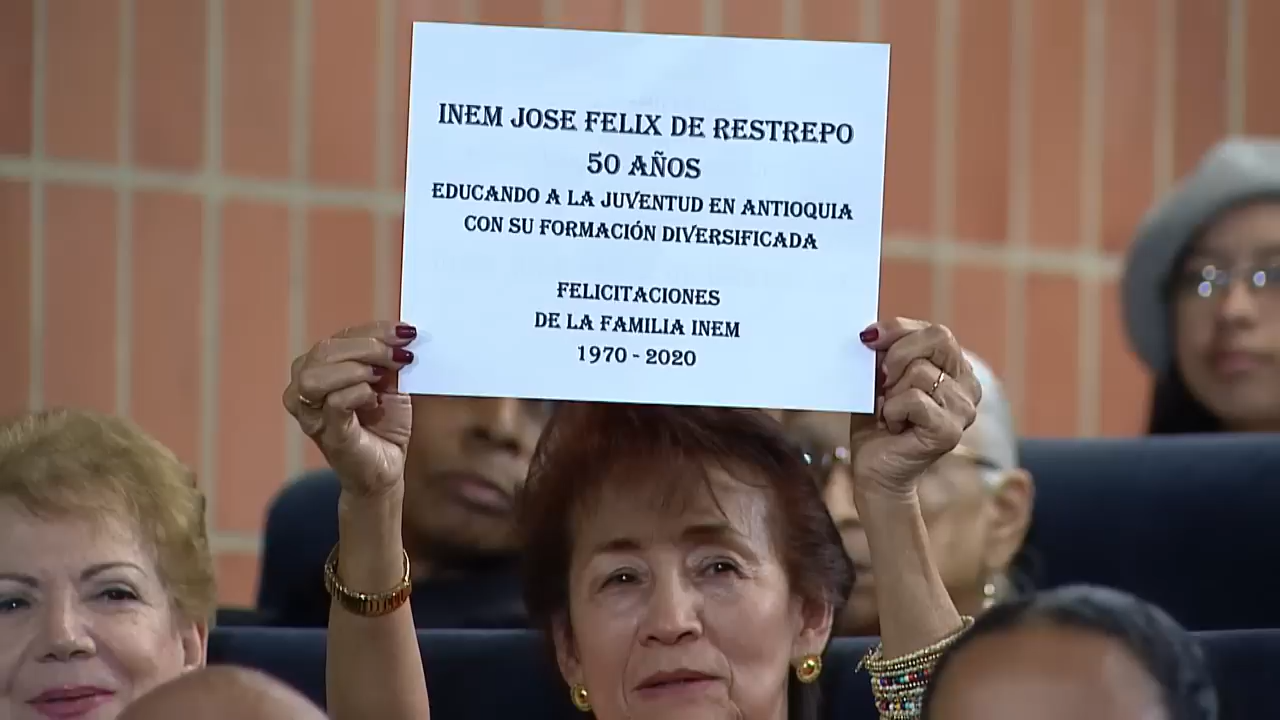 INEM JOSE FELIX DE RESTREPO
50 AÑOS
EDUCANDO A LA JUVENTUD EN ANTIOQUIA
CON SU FORMACIÓN DIVERSIFICADA
FELICITACIONES
DE LA FAMILIA INEM
1970 - 2020